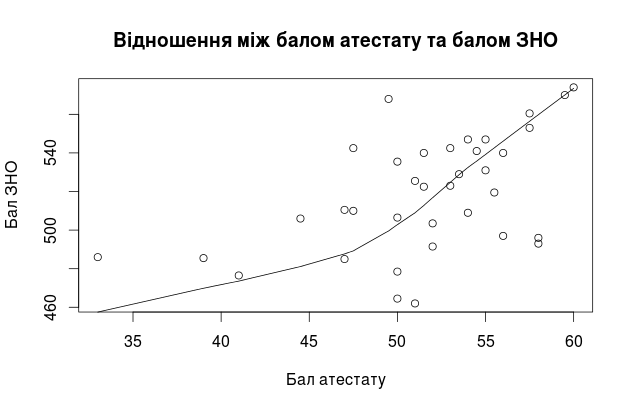 Відношення між балом атестату та балом ЗНО
540
500
460
Бал ЗНО
35 40 45 50 55 60
Бал атестату